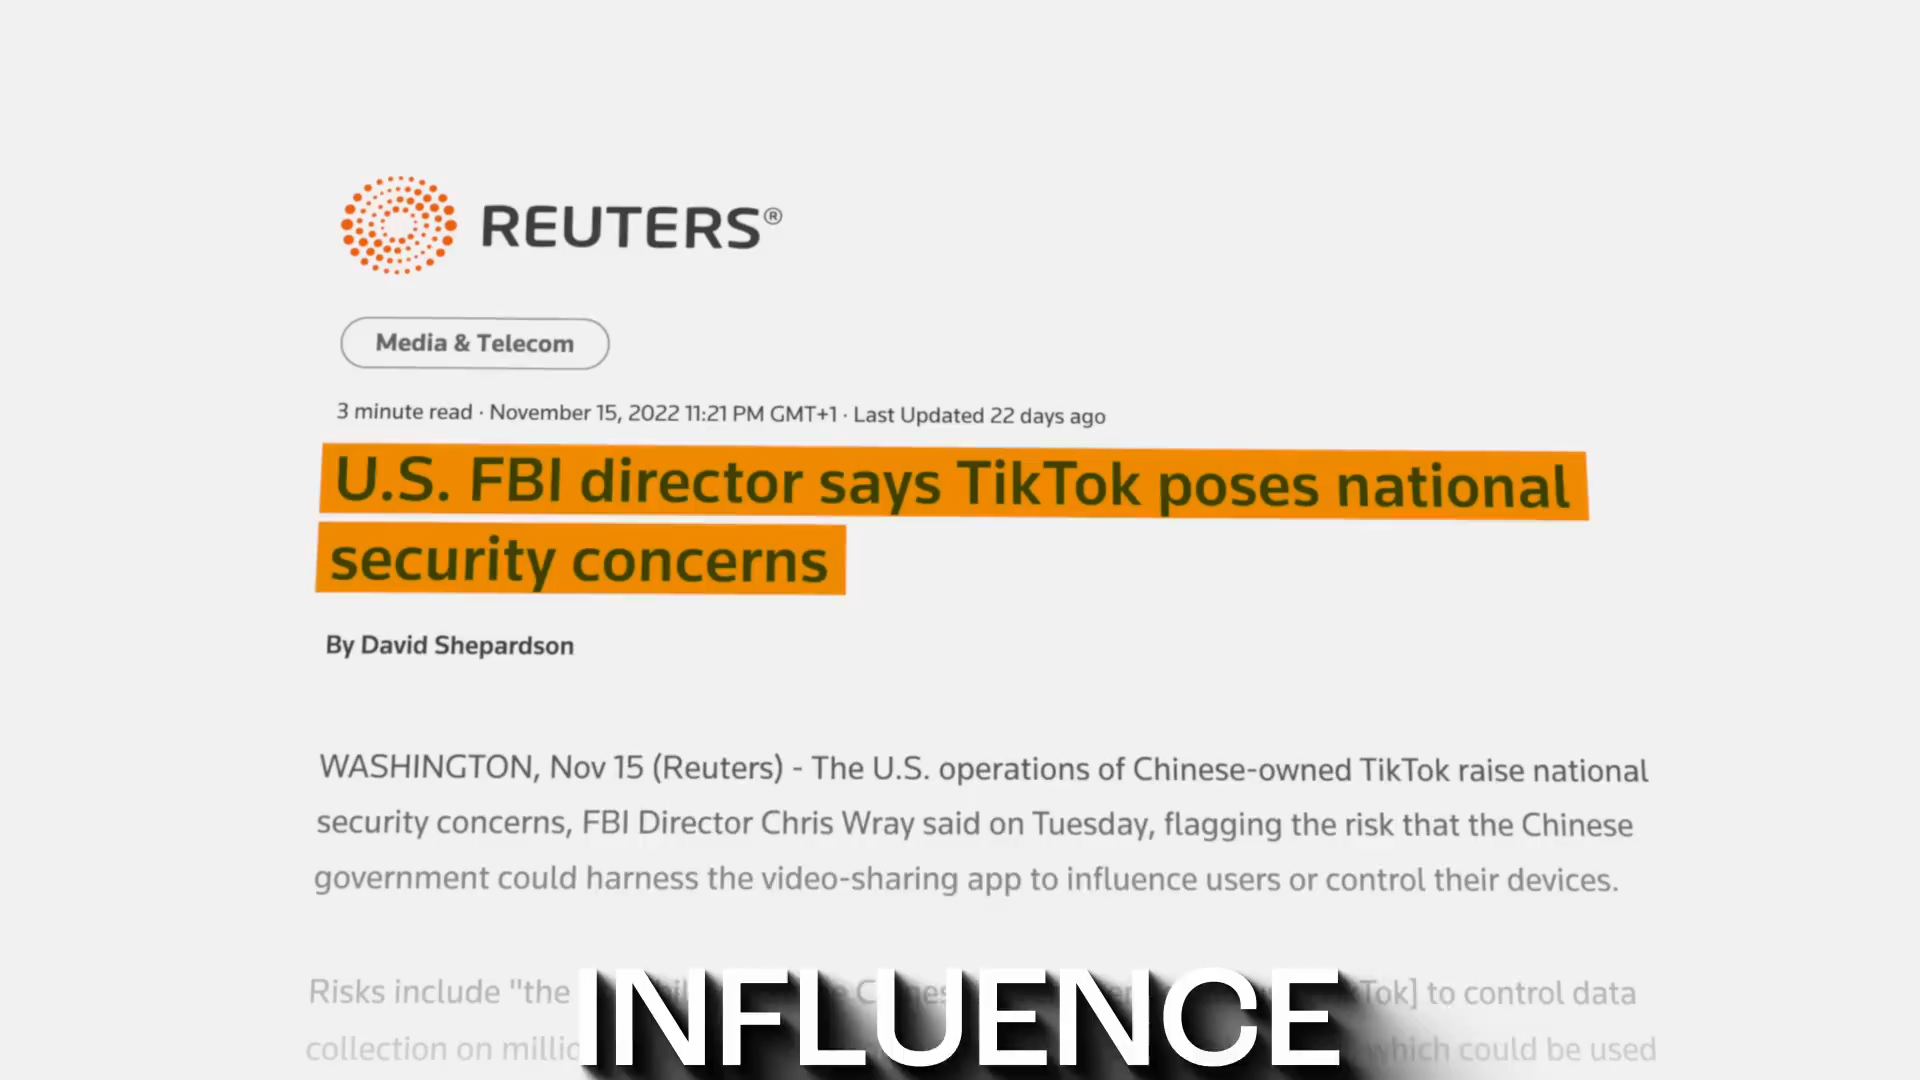 REUTERS®
Media & Telecom
3 minute read · November 15, 2022 11:21 PM GMT+1 · Last Updated 22 days ago
U.S. FBI director says TikTok poses national
security concerns
By David Shepardson
WASHINGTON, Nov 15 (Reuters) - The U.S. operations of Chinese-owned TikTok raise national
security concerns, FBI Director Chris Wray said on Tuesday, flagging the risk that the Chinese
government could harness the video-sharing app to influence users or control their devices.
Risks include "the to control data
collection on which could be used
INFLUENCE